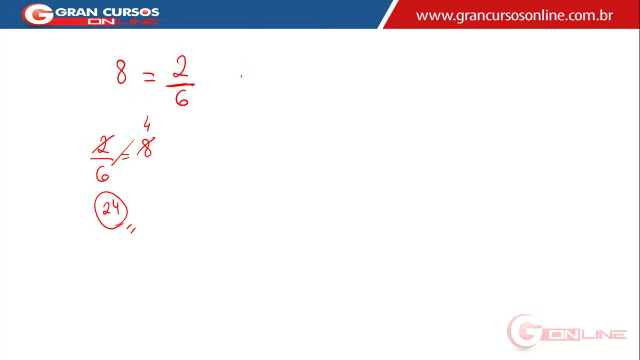 GRAN CURSOS
ONLINE
www.grancursosonline.com.br
8 = 2/6
4
2/6 = 8
24
G ONLINE